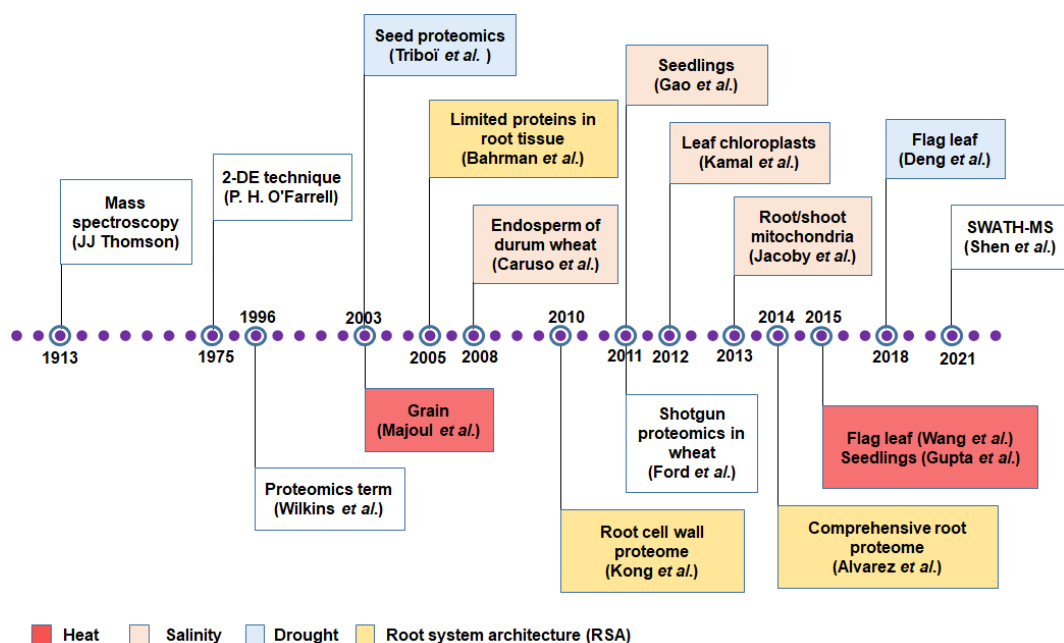 Seed proteomics
(Triboï et al. )
Seedlings
(Gao et al.)
Limited proteins in
root tissue
(Bahrman et al.)
Leaf chloroplasts
(Kamal et al.)
Flag leaf
(Deng et al.)
2-DE technique
(P. H. O'Farrell)
Mass
spectroscopy
(JJ Thomson)
Endosperm of
durum wheat
(Caruso et al.)
Root/shoot
mitochondria
(Jacoby et al.)
SWATH-MS
(Shen et al.)
1913
1975
1996
2003
2005
2008
2010
2011
2012
2013
2014
2015
2018
2021
Grain
(Majoul et al.)
Shotgun
proteomics in
wheat
(Ford et al.)
Flag leaf (Wang et al.)
Seedlings (Gupta et al.)
Proteomics term
(Wilkins et al.)
Root cell wall
proteome
(Kong et al.)
Comprehensive root
proteome
(Alvarez et al.)
Heat
Salinity
Drought
Root system architecture (RSA)